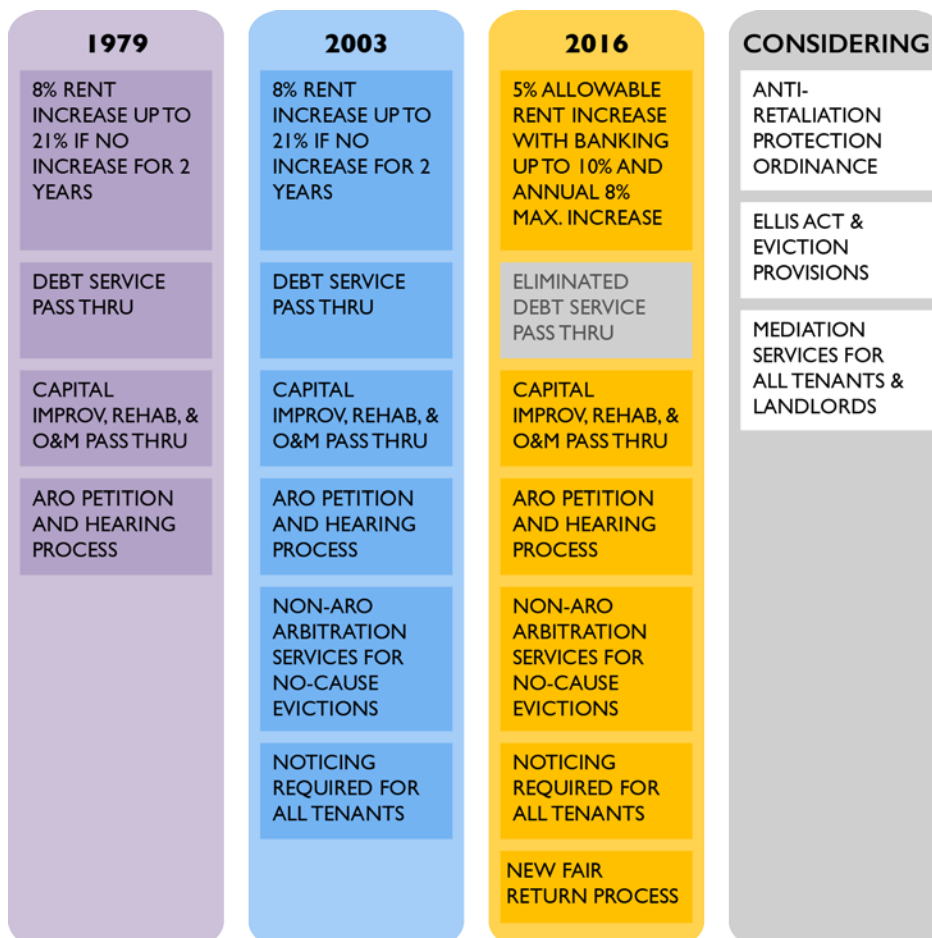 1979
8% RENT
INCREASE UP TO
21% IF NO
INCREASE FOR 2
YEARS
DEBT SERVICE
PASS THRU
CAPITAL
IMPROV, REHAB, &
O&M PASS THRU
ARO PETITION
AND HEARING
PROCESS
2003
8% RENT
INCREASE UP TO
21% IF NO
INCREASE FOR 2
YEARS
DEBT SERVICE
PASS THRU
CAPITAL
IMPROV, REHAB, &
O&M PASS THRU
ARO PETITION
AND HEARING
PROCESS
NON-ARO
ARBITRATION
SERVICES FOR
NO-CAUSE
EVICTIONS
NOTICING
REQUIRED FOR
ALL TENANTS
2016
5% ALLOWABLE
RENT INCREASE
WITH BANKING
UP TO 10% AND
ANNUAL 8%
MAX. INCREASE
ELIMINATED
DEBT SERVICE
PASS THRU
CAPITAL
IMPROV, REHAB, &
O&M PASS THRU
ARO PETITION
AND HEARING
PROCESS
NON-ARO
ARBITRATION
SERVICES FOR
NO-CAUSE
EVICTIONS
NOTICING
REQUIRED FOR
ALL TENANTS
NEW FAIR
RETURN PROCESS
CONSIDERING
ANTI-
RETALIATION
PROTECTION
ORDINANCE
ELLIS ACT &
EVICTION
PROVISIONS
MEDIATION
SERVICES FOR
ALL TENANTS &
LANDLORDS